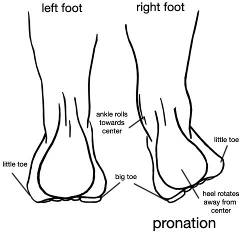 left foot
right foot
ankle rolls
towards
center
little toe
little toe
big toe
heel rotates
away from
center
pronation